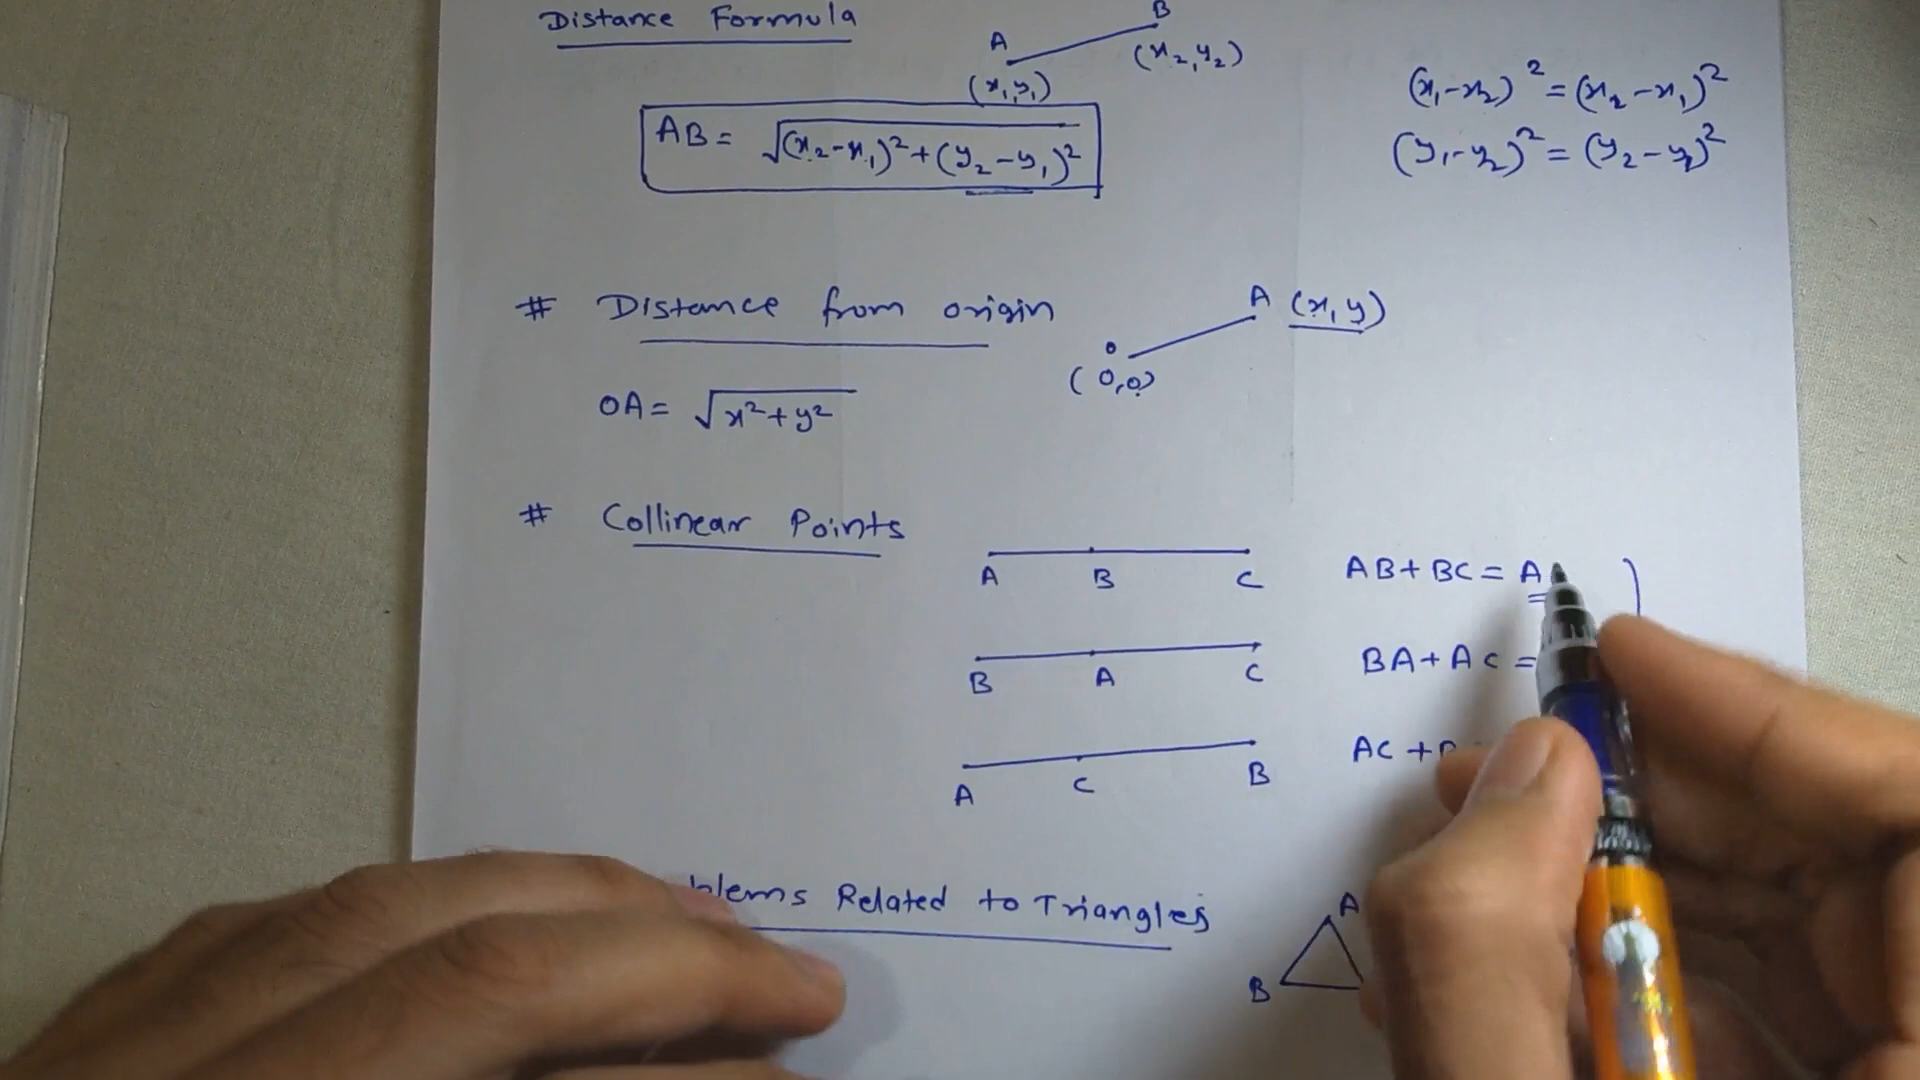 Distance Formula
A
B
(x₁,y₁)
(x₂,y₂)
AB = √(x₂-x₁)²+(y₂-y₁)²
(x₁-x₂)² = (x₂-x₁)²
(y₁-y₂)² = (y₂-y₁)²
# Distance from origin
A (x,y)
O
(0,0)
OA = √x²+y²
# Collinear Points
A B C
AB+BC = A
B A C
BA+AC =
A C B
AC +
Related to Triangles
A
B